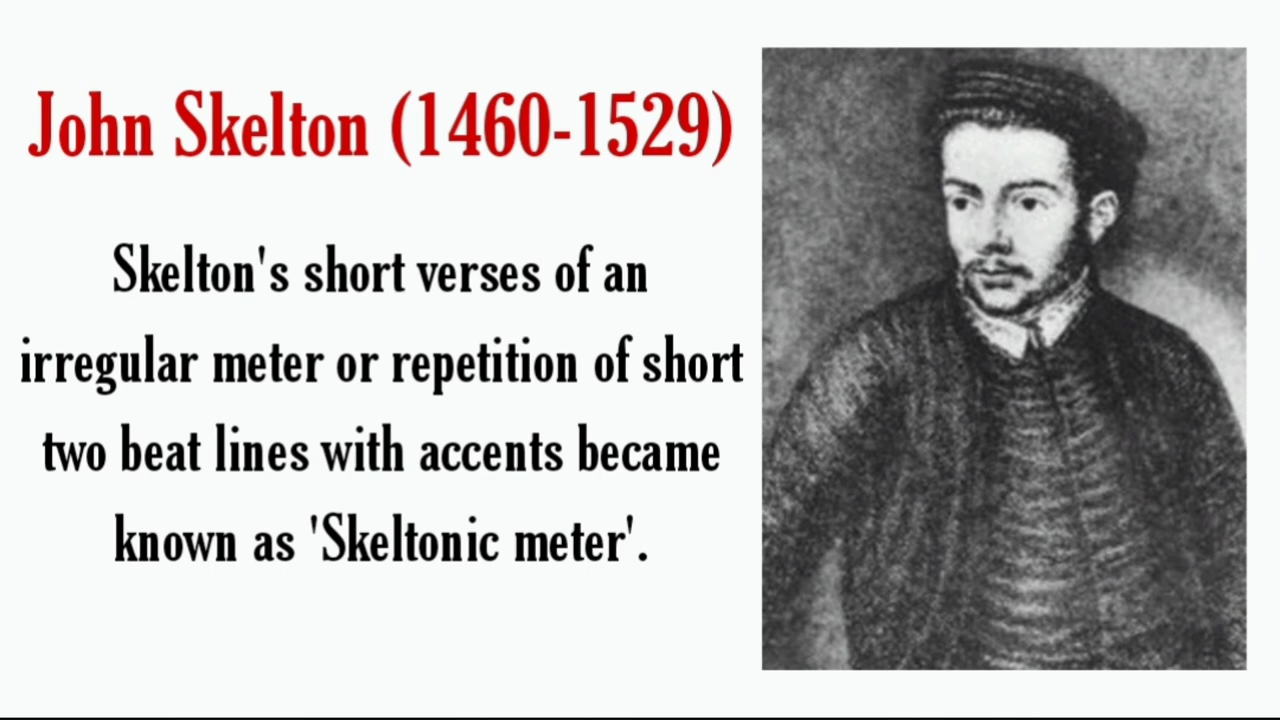 John Skelton (1460-1529)
Skelton's short verses of an
irregular meter or repetition of short
two beat lines with accents became
known as 'Skeltonic meter'.